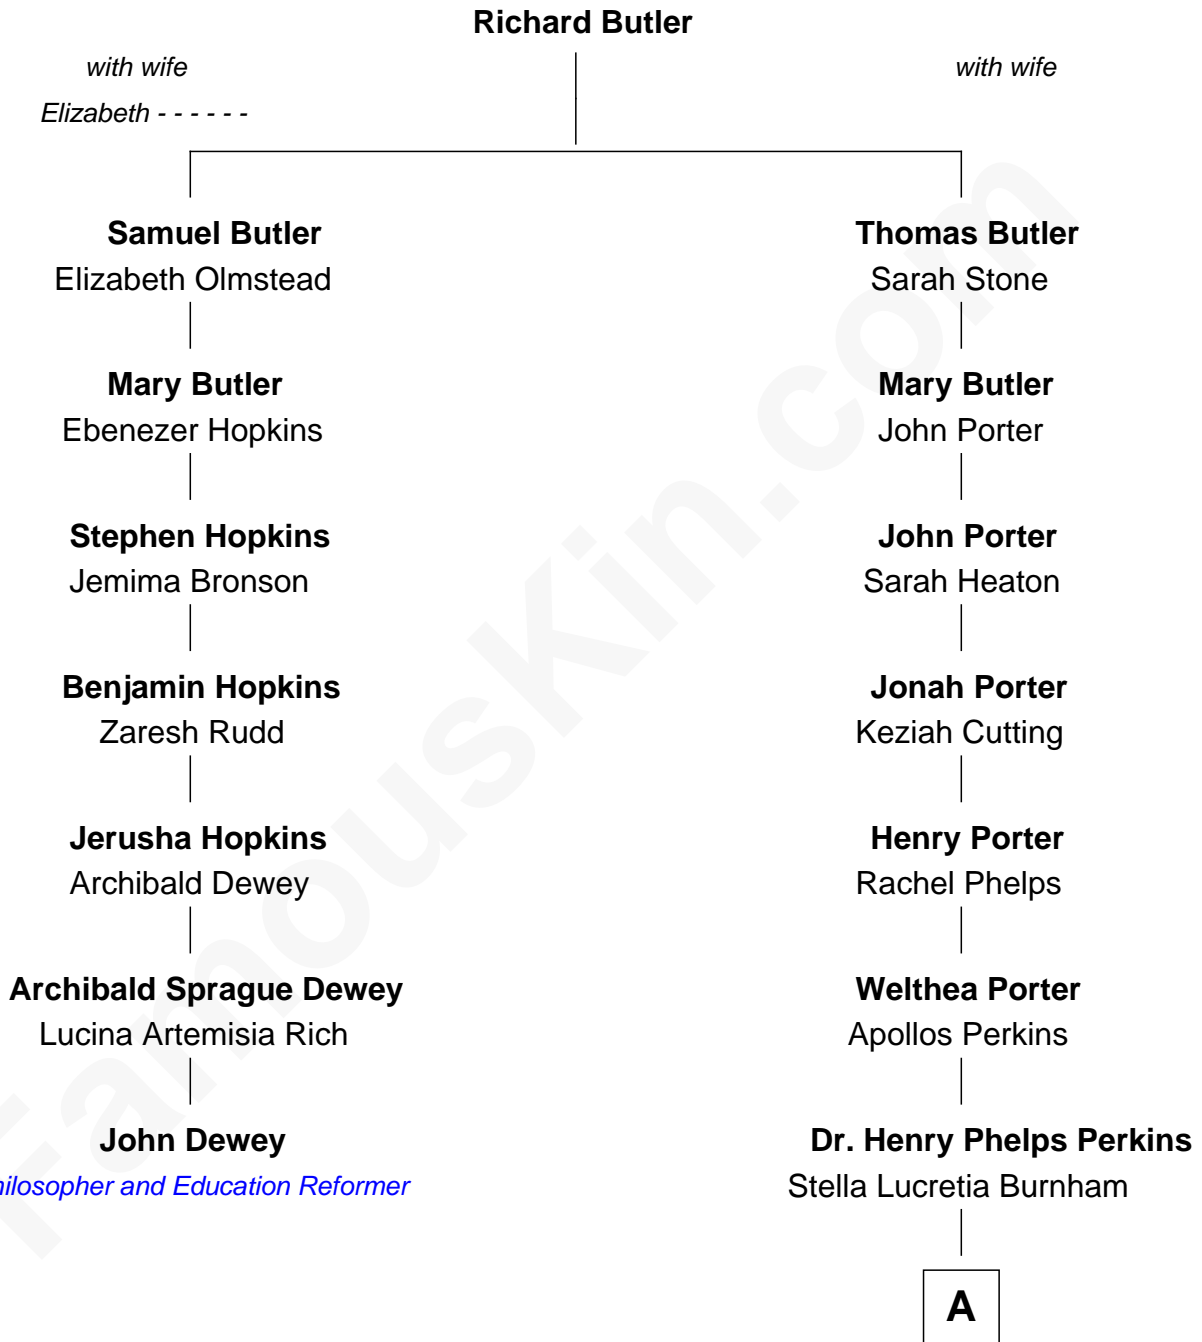 Richard Butler
with wife
with wife
Elizabeth - - - - - -
Samuel Butler
Thomas Butler
Elizabeth Olmstead
Sarah Stone
Mary Butler
Mary Butler
Ebenezer Hopkins
John Porter
Stephen Hopkins
John Porter
Jemima Bronson
Sarah Heaton
Benjamin Hopkins
Jonah Porter
Zaresh Rudd
Keziah Cutting
Jerusha Hopkins
Henry Porter
Archibald Dewey
Rachel Phelps
Archibald Sprague Dewey
Welthea Porter
Lucina Artemisia Rich
Apollos Perkins
John Dewey
Dr. Henry Phelps Perkins
hilosopher and Education Reformer
Stella Lucretia Burnham
A
FamousKin.com